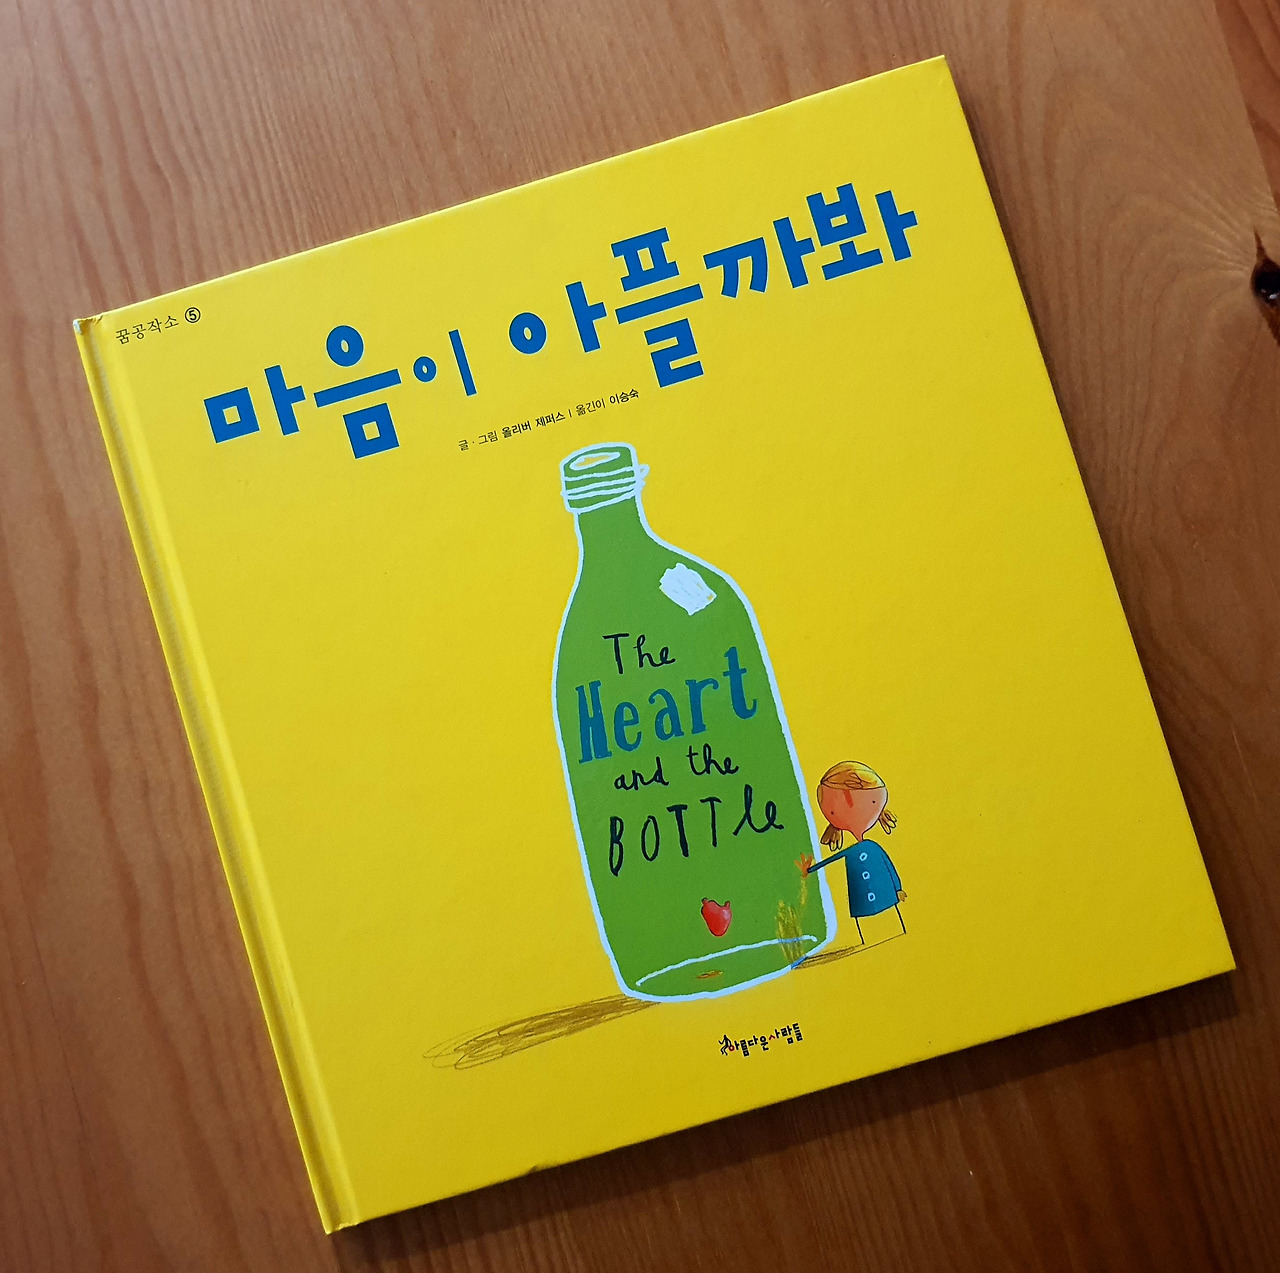 꿈공작소 ⑤
마음이 아플까봐
글·그림 올리버 제퍼스 | 옮긴이 이승숙
The
Heart
and the
BOTTle
아름다운사람들